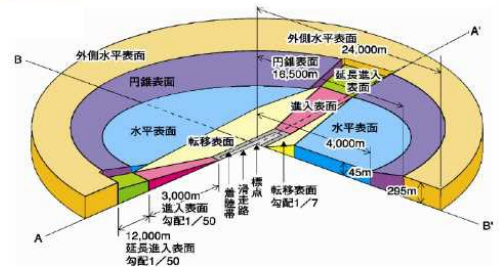 A'
外側水平表面
24,000m
B
外側水平表面
円錐表面
16,500m
延長進入
表面
円錐表面
進入表面
水平表面
水平表面
転移表面
4,000m
45m
295m
3,000m
進入表面
勾配1/50
着陸帯
滑走路
標点
転移表面
勾配1/7
A
12,000m
延長進入表面
勾配1/50
B'